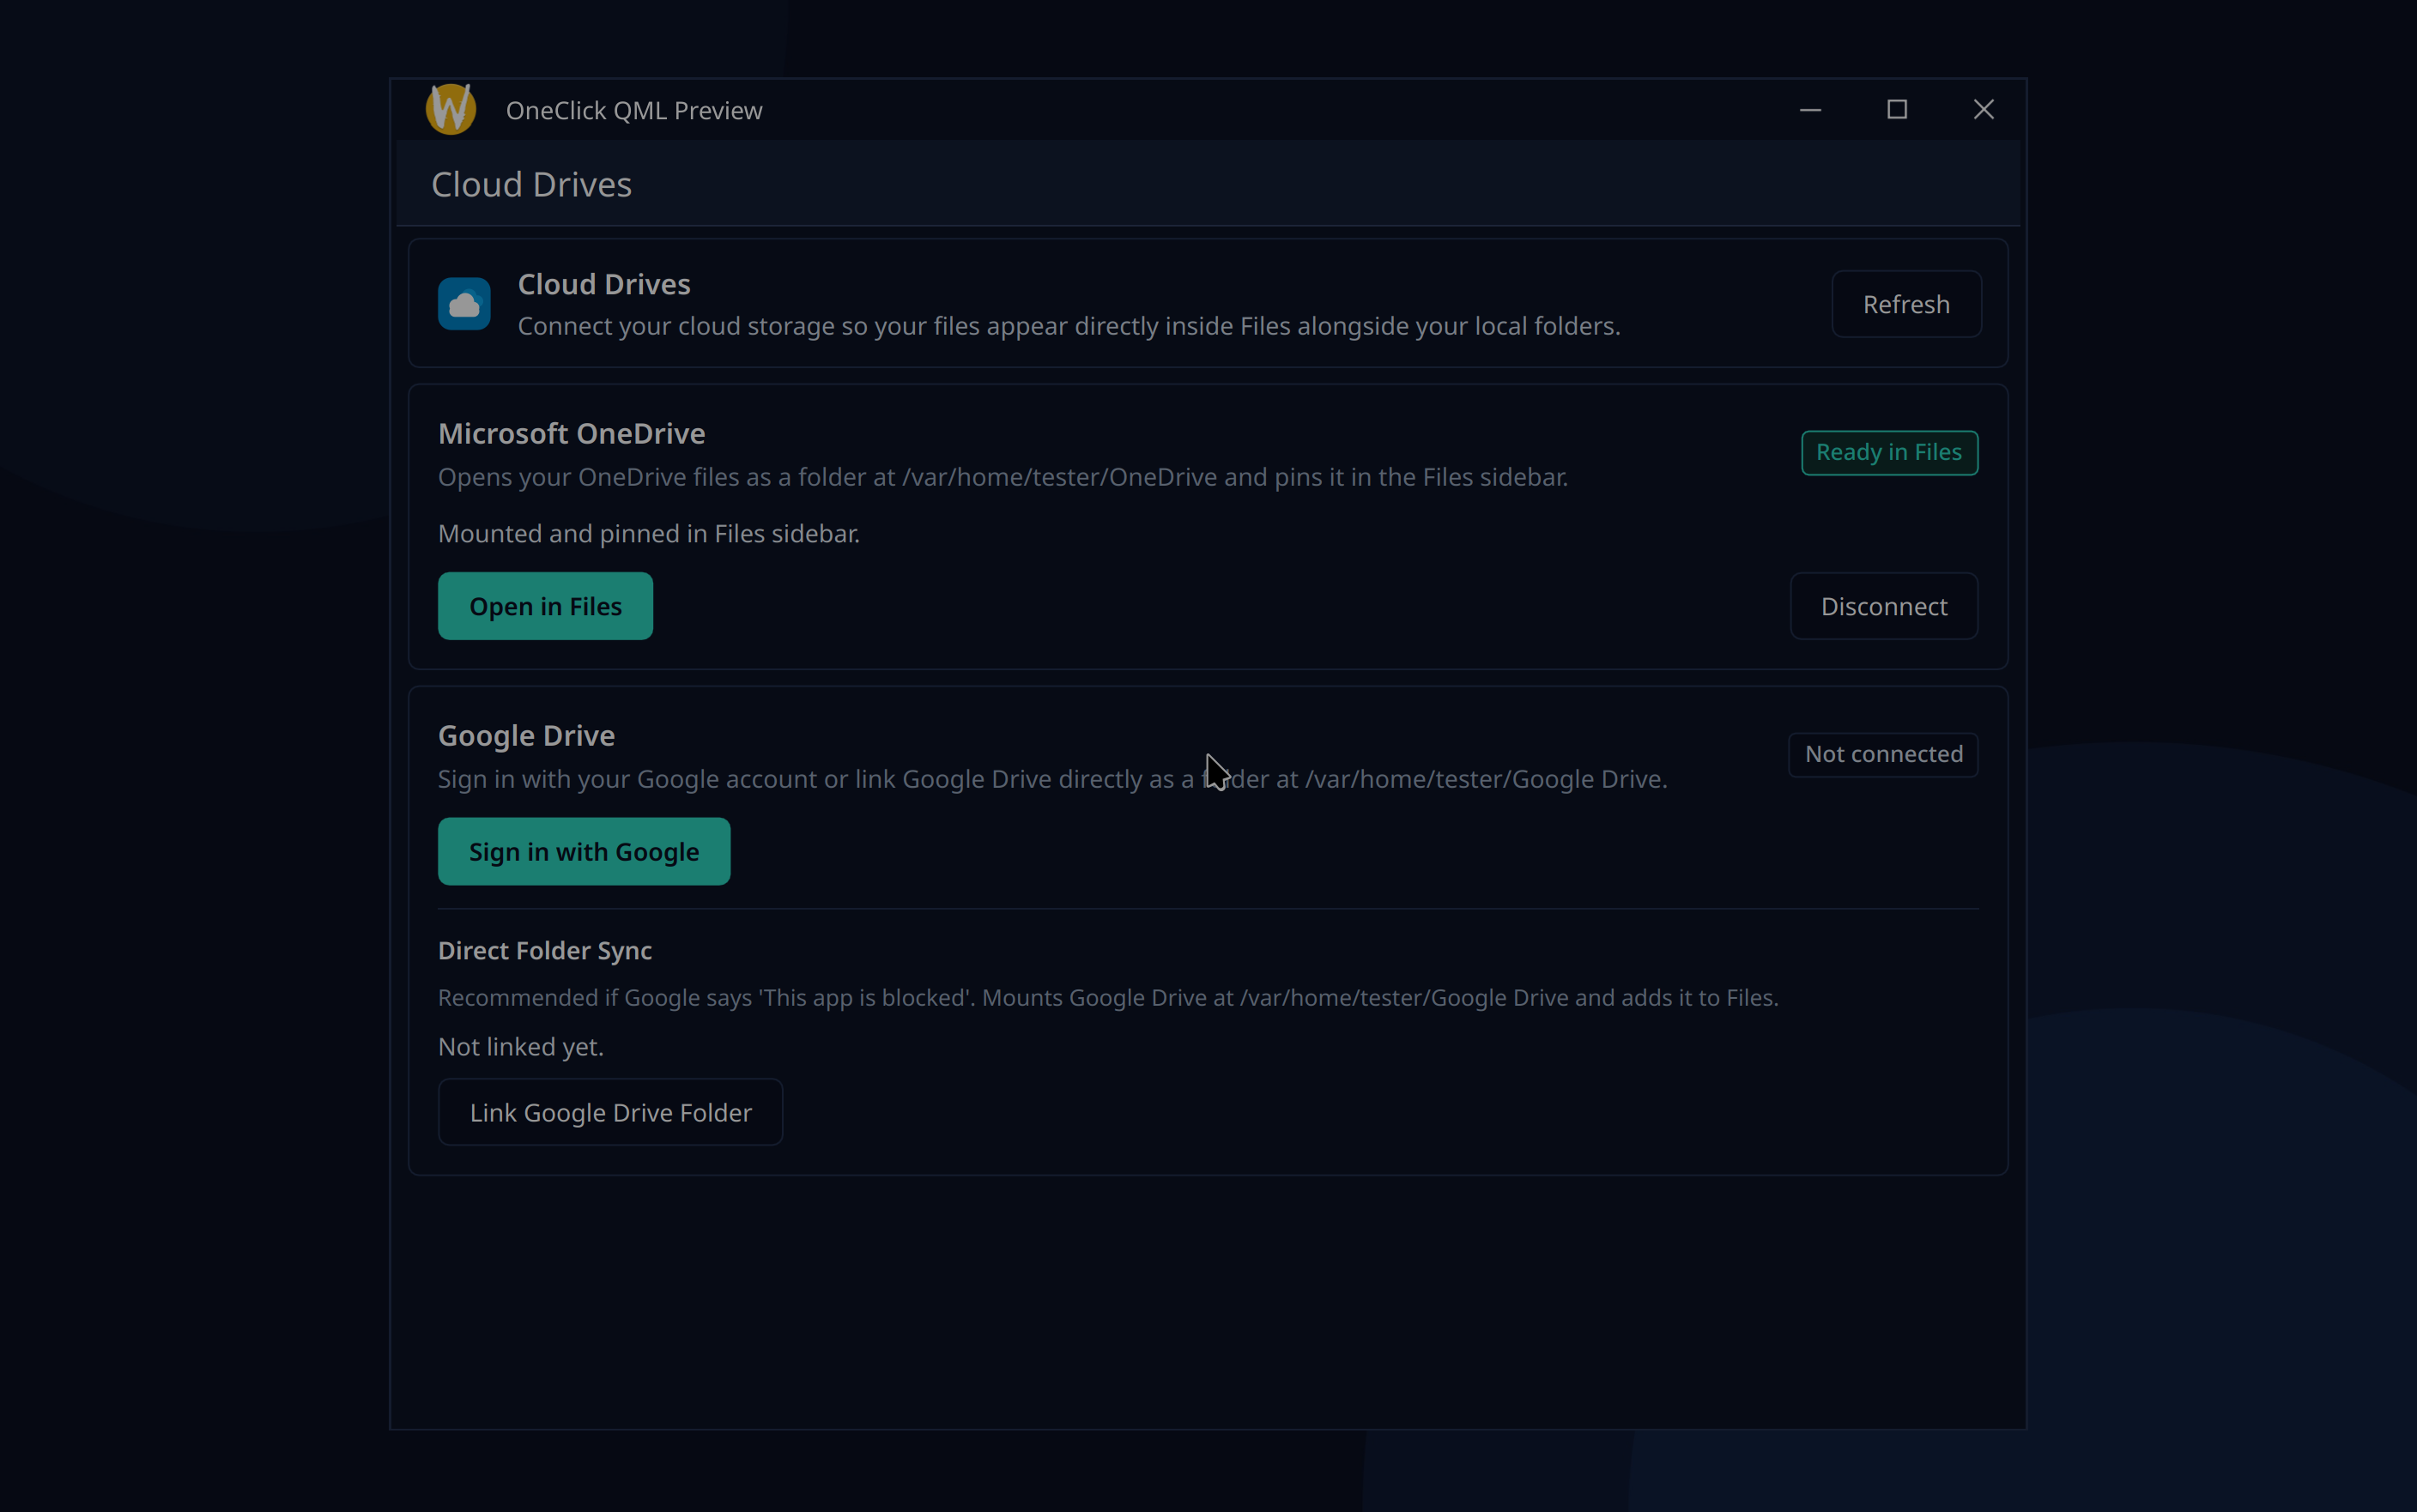 OneClick QML Preview
Cloud Drives
Cloud Drives
Connect your cloud storage so your files appear directly inside Files alongside your local folders.
Refresh
Microsoft OneDrive
Opens your OneDrive files as a folder at /var/home/tester/OneDrive and pins it in the Files sidebar.
Ready in Files
Mounted and pinned in Files sidebar.
Open in Files
Disconnect
Google Drive
Sign in with your Google account or link Google Drive directly as a folder at /var/home/tester/Google Drive.
Not connected
Sign in with Google
Direct Folder Sync
Recommended if Google says 'This app is blocked'. Mounts Google Drive at /var/home/tester/Google Drive and adds it to Files.
Not linked yet.
Link Google Drive Folder